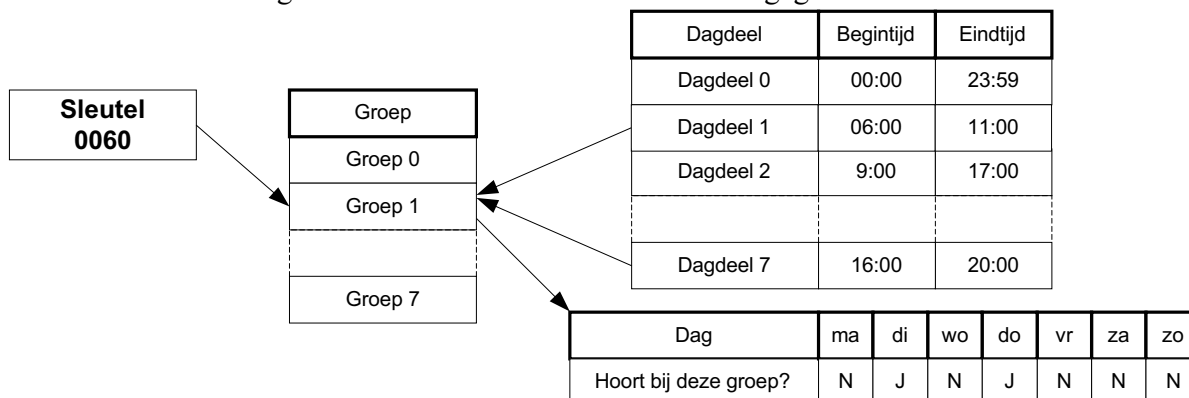 Dagdeel Begintijd Eindtijd
Dagdeel 0 00:00 23:59
Dagdeel 1 06:00 11:00
Dagdeel 2 9:00 17:00
Dagdeel 7 16:00 20:00
Sleutel
0060
Groep
Groep 0
Groep 1
Groep 7
Dag ma di wo do vr za zo
Hoort bij deze groep? N J N J N N N